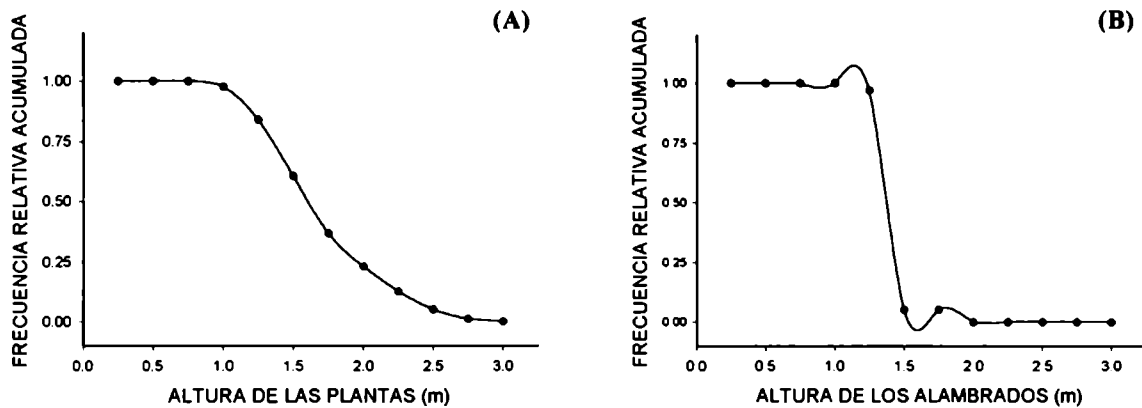 (A)
FRECUENCIA RELATIVA ACUMULADA
1.00
0.75
0.50
0.25
0.00
0.0 0.5 1.0 1.5 2.0 2.5 3.0
ALTURA DE LAS PLANTAS (m)
(B)
FRECUENCIA RELATIVA ACUMULADA
1.00
0.75
0.50
0.25
0.00
0.0 0.5 1.0 1.5 2.0 2.5 3.0
ALTURA DE LOS ALAMBRADOS (m)